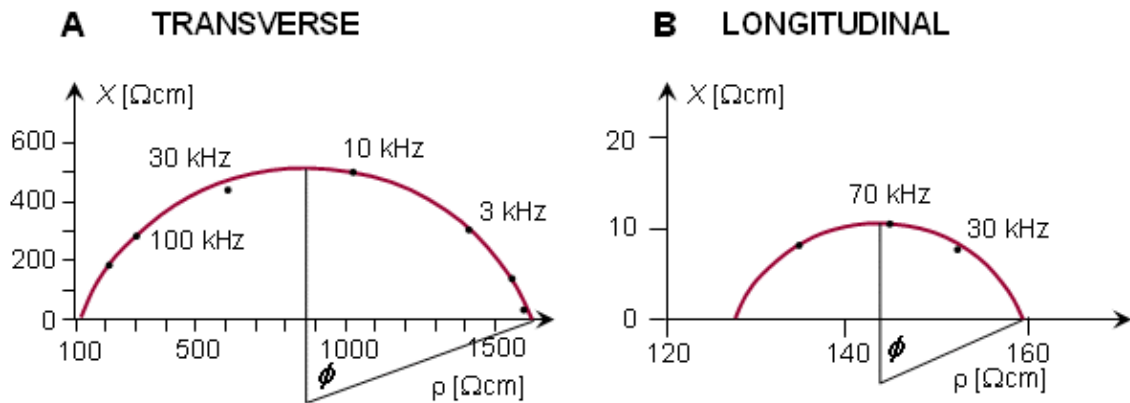 A TRANSVERSE
X [Ωcm]
600
400
200
0
30 kHz
10 kHz
100 kHz
3 kHz
100
500
1000
1500
ϕ
ρ [Ωcm]
B LONGITUDINAL
X [Ωcm]
20
10
0
70 kHz
30 kHz
120
140
160
ϕ
ρ [Ωcm]